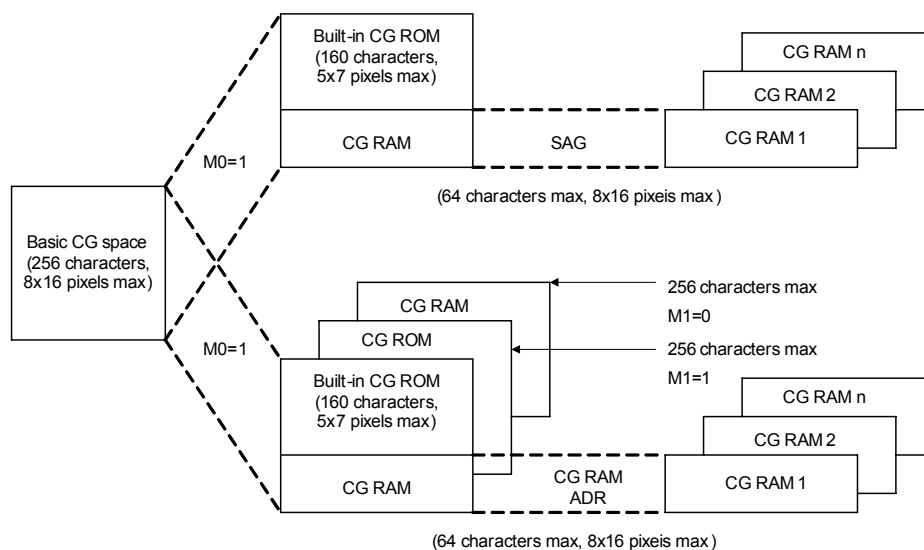 Built-in CG ROM
(160 characters,
5x7 pixels max)
CG RAM
M0=1
SAG
CG RAM n
CG RAM 2
CG RAM 1
(64 characters max, 8x16 pixels max)
Basic CG space
(256 characters,
8x16 pixels max)
M0=1
CG RAM
CG ROM
Built-in CG ROM
(160 characters,
5x7 pixels max)
CG RAM
256 characters max
M1=0
256 characters max
M1=1
CG RAM
ADR
CG RAM n
CG RAM 2
CG RAM 1
(64 characters max, 8x16 pixels max)